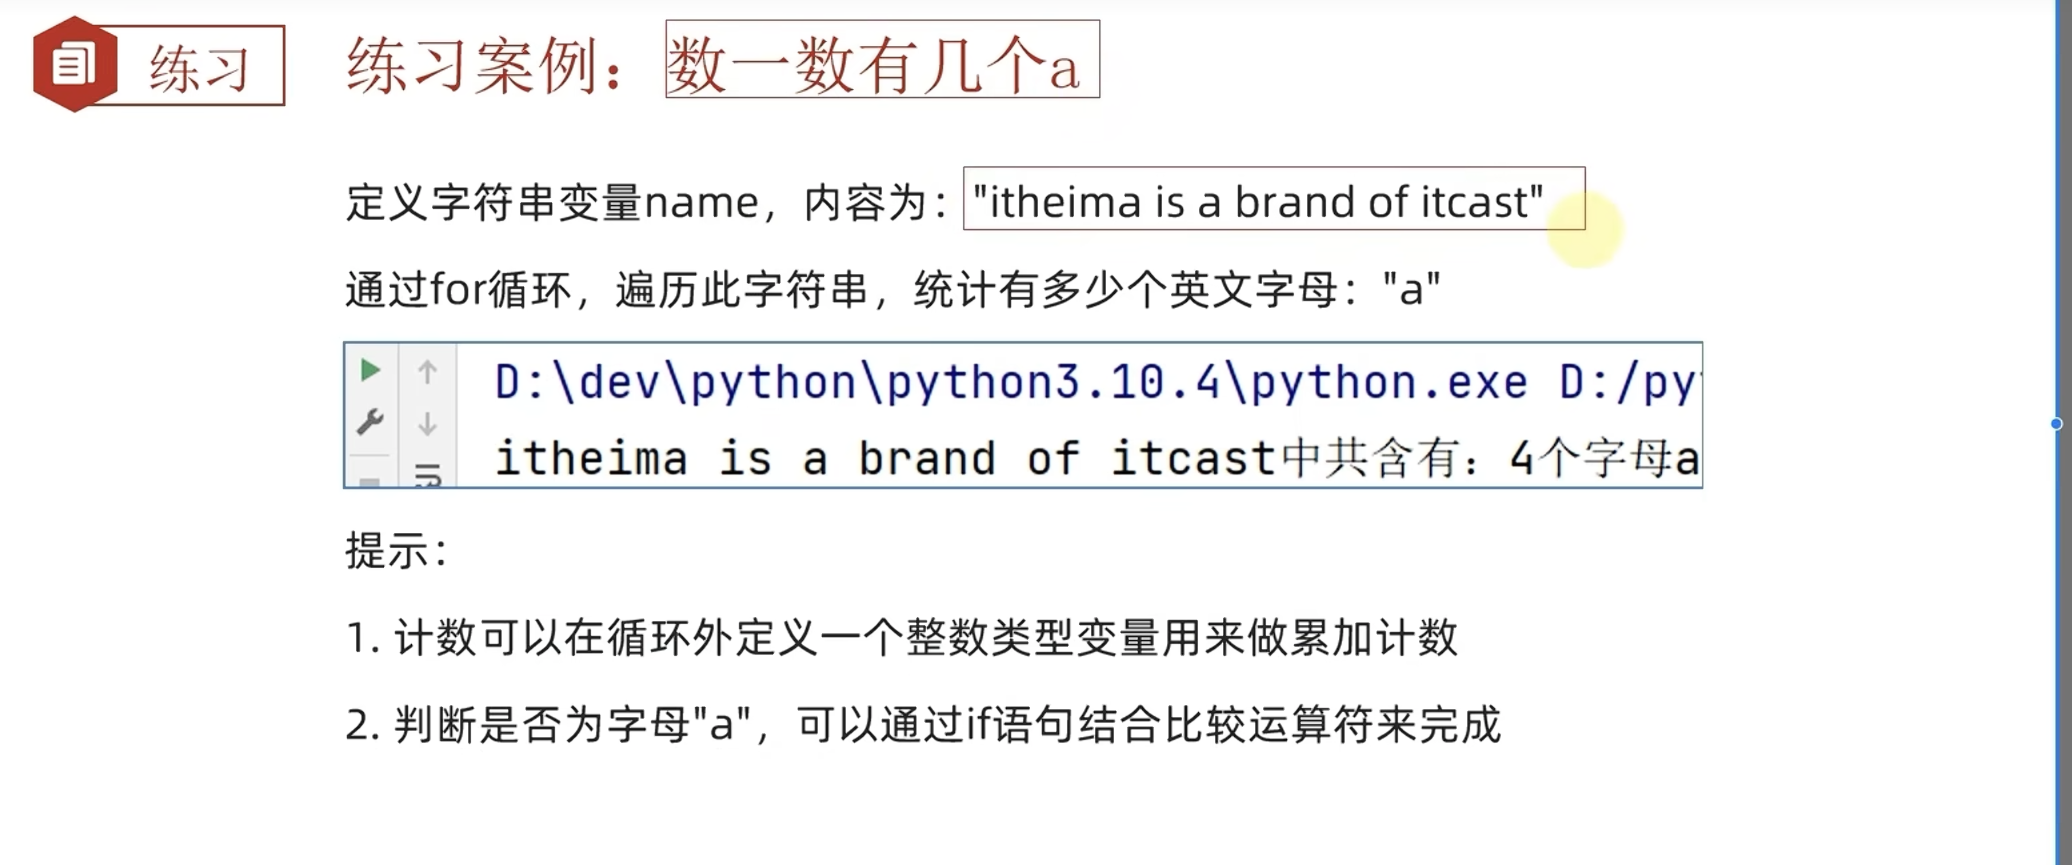 练习
练习案例：数一数有几个a
定义字符串变量name，内容为："itheima is a brand of itcast"
通过for循环，遍历此字符串，统计有多少个英文字母："a"
D:\dev\python\python3.10.4\python.exe D:/py
itheima is a brand of itcast中共含有：4个字母a
提示：
1. 计数可以在循环外定义一个整数类型变量用来做累加计数
2. 判断是否为字母"a"，可以通过if语句结合比较运算符来完成